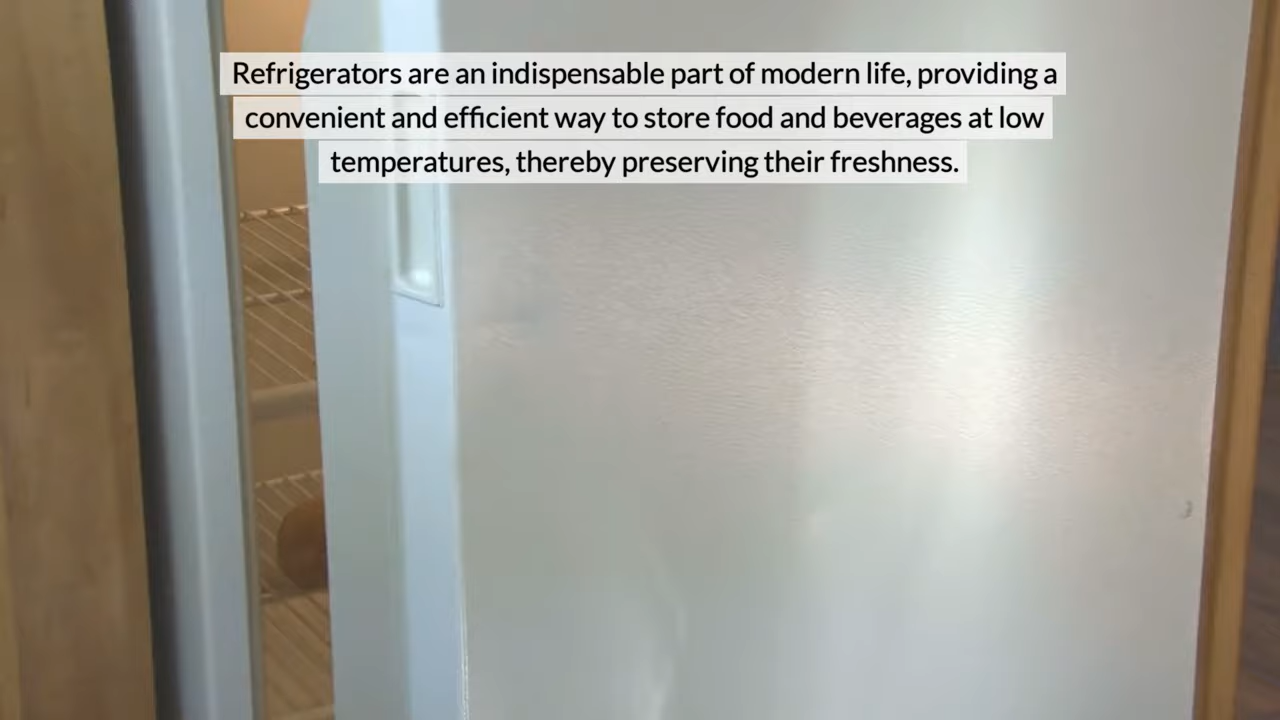 Refrigerators are an indispensable part of modern life, providing a
convenient and efficient way to store food and beverages at low
temperatures, thereby preserving their freshness.